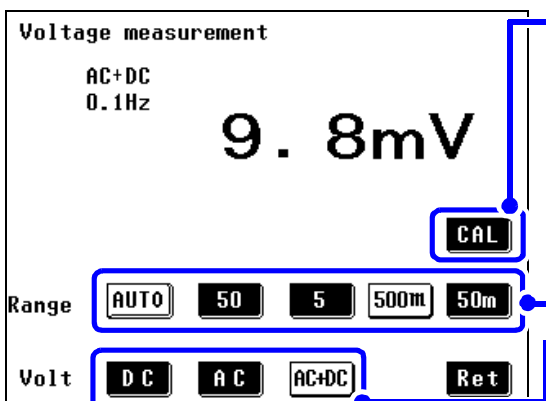 Voltage measurement
AC+DC
0.1Hz
9. 8mV
CAL
Range AUTO 50 5 500m 50m
Volt DC AC AC+DC Ret